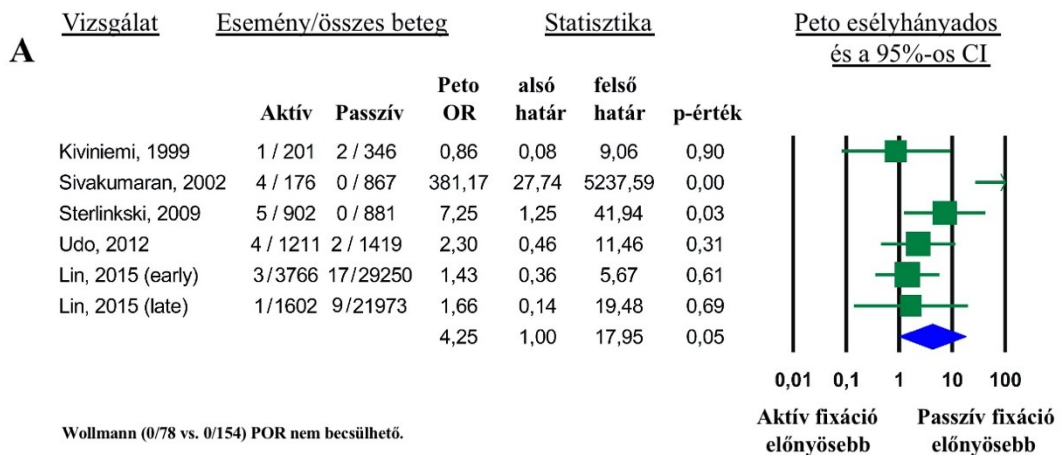 Vizsgálat Esemény/összes beteg Statisztika Peto esélyhányados
A és a 95%-os CI
Peto alsó felső
Aktív Passzív OR határ határ p-érték
Kiviniemi, 1999 1 / 201 2 / 346 0,86 0,08 9,06 0,90
Sivakumaran, 2002 4 / 176 0 / 867 381,17 27,74 5237,59 0,00
Sterlinkski, 2009 5 / 902 0 / 881 7,25 1,25 41,94 0,03
Udo, 2012 4 / 1211 2 / 1419 2,30 0,46 11,46 0,31
Lin, 2015 (early) 3/3766 17/29250 1,43 0,36 5,67 0,61
Lin, 2015 (late) 1/1602 9/21973 1,66 0,14 19,48 0,69
4,25 1,00 17,95 0,05
0,01 0,1 1 10 100
Aktív fixáció Passzív fixáció
Wollmann (0/78 vs. 0/154) POR nem becsülhető. előnyösebb előnyösebb